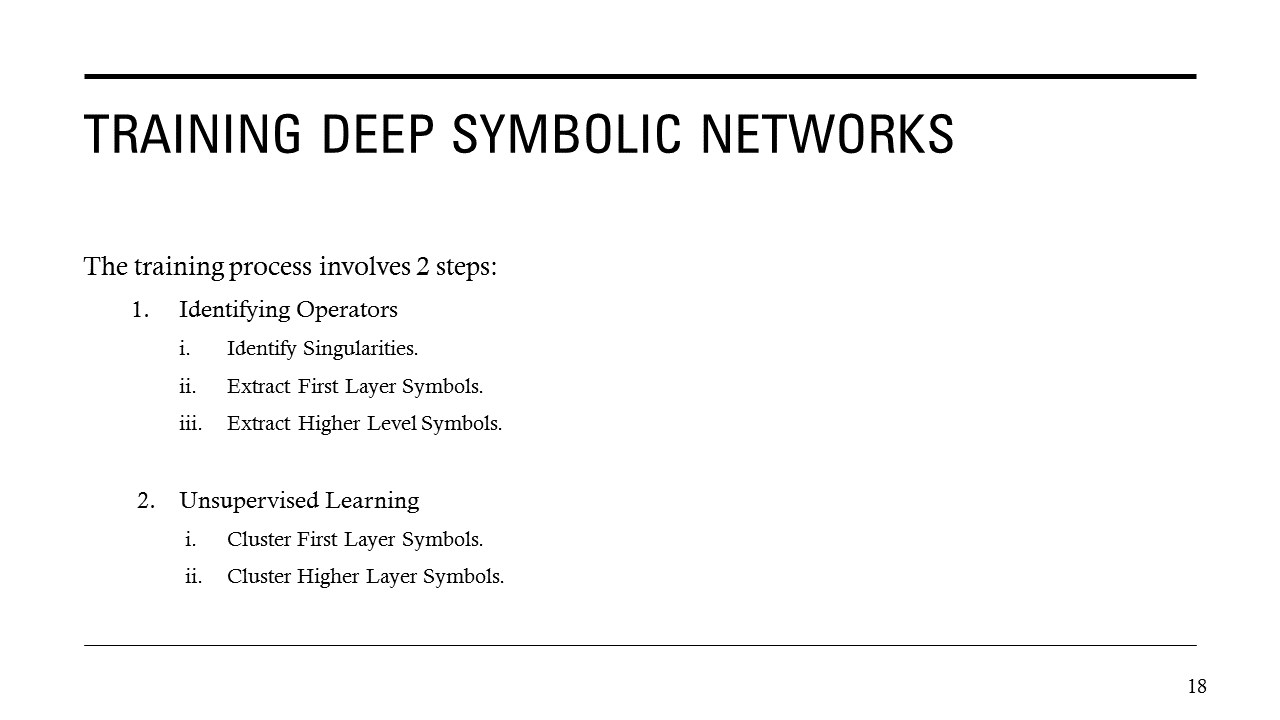 TRAINING DEEP SYMBOLIC NETWORKS
The training process involves 2 steps:
1. Identifying Operators
i. Identify Singularities.
ii. Extract First Layer Symbols.
iii. Extract Higher Level Symbols.
2. Unsupervised Learning
i. Cluster First Layer Symbols.
ii. Cluster Higher Layer Symbols.
18